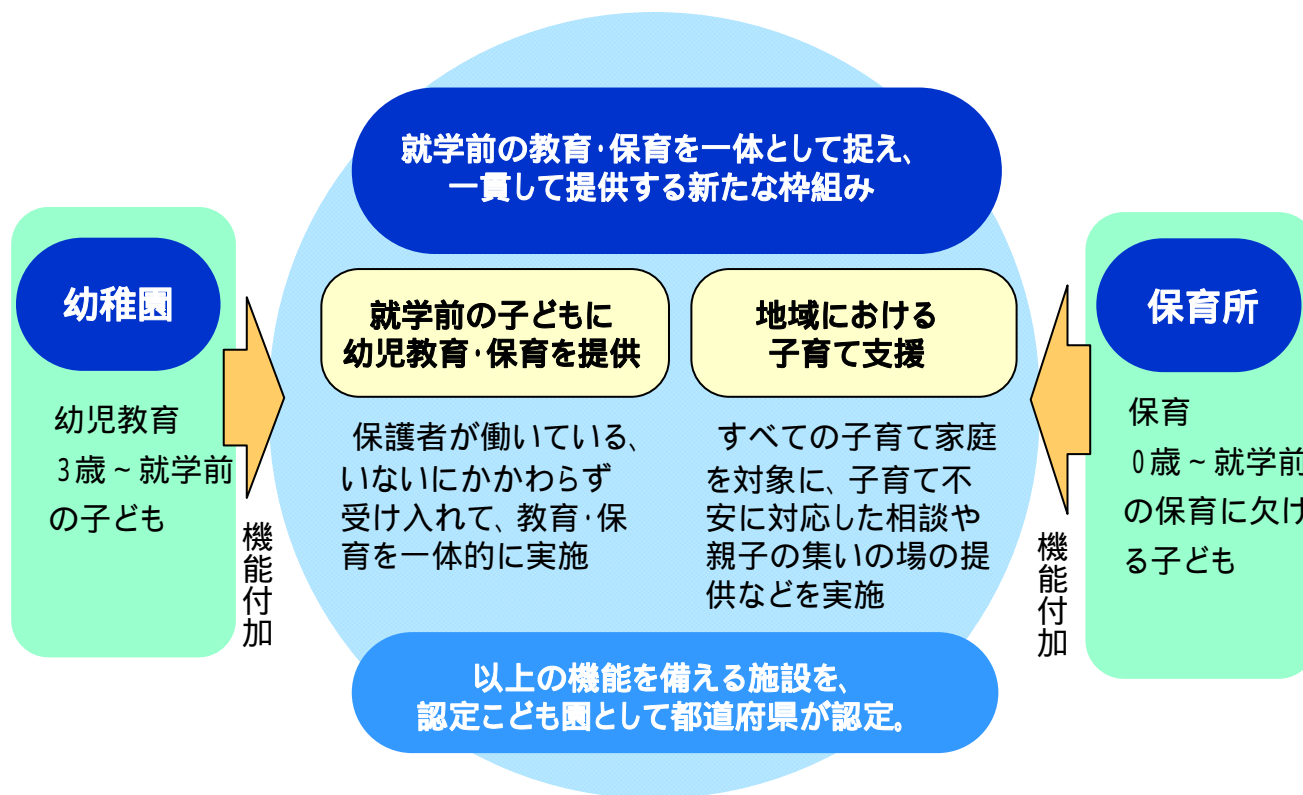 就学前の教育・保育を一体として捉え、
一貫して提供する新たな枠組み
幼稚園
幼児教育
3歳~就学前
の子ども
機能付加
就学前の子どもに
幼児教育・保育を提供
保護者が働いている、
いないにかかわらず
受け入れて、教育・保
育を一体的に実施
地域における
子育て支援
すべての子育て家庭
を対象に、子育て不
安に対応した相談や
親子の集いの場の提
供などを実施
保育所
保育
0歳~就学前
の保育に欠け
る子ども
機能付加
以上の機能を備える施設を、
認定こども園として都道府県が認定。